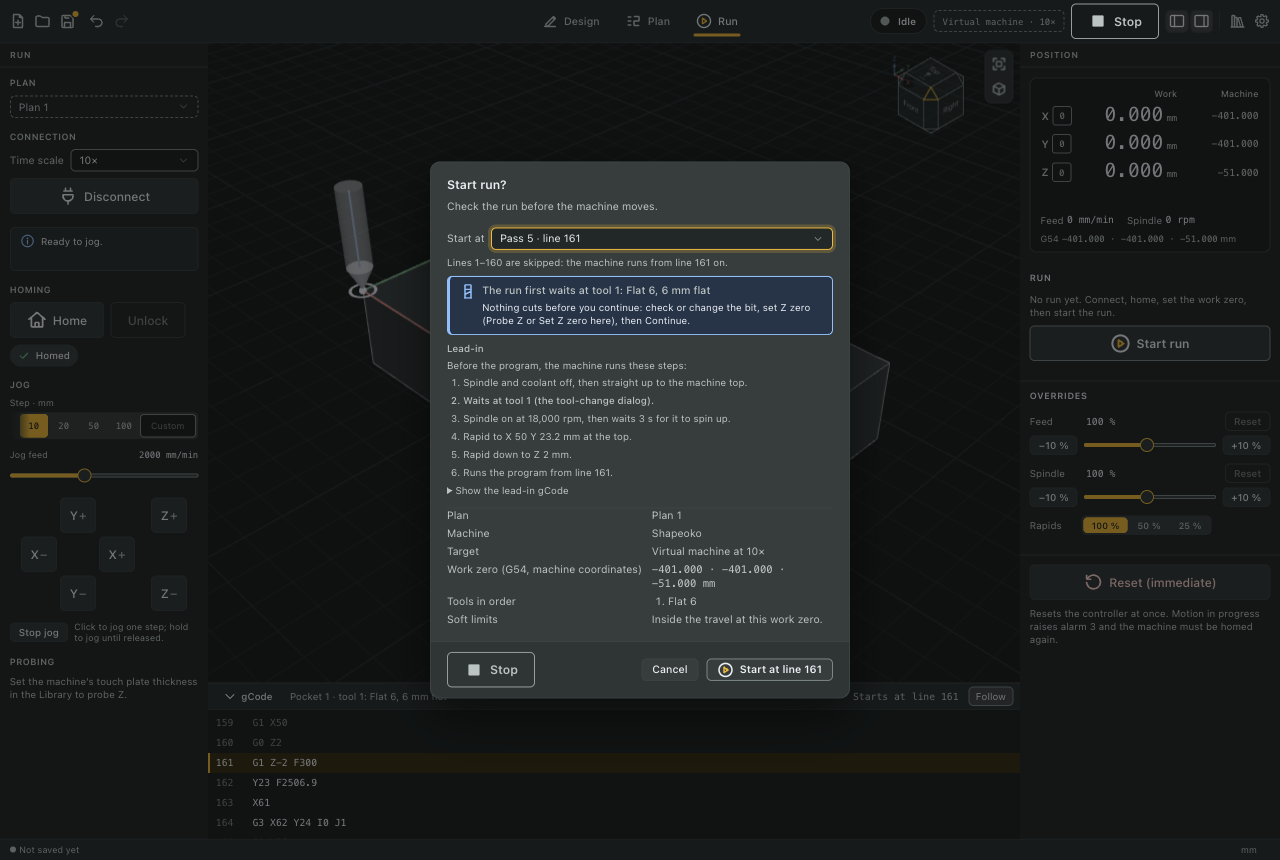 Design
Plan
Run
Idle
Virtual machine · 10×
Stop
RUN
PLAN
Plan 1
CONNECTION
Time scale
10×
Disconnect
Ready to jog.
HOMING
Home
Unlock
Homed
JOG
Step · mm
10
20
50
100
Custom
Jog feed
2000 mm/min
Y+
Z+
X−
X+
Y−
Z−
Stop jog
Click to jog one step; hold
to jog until released.
PROBING
Set the machine's touch plate thickness
in the Library to probe Z.
Front
Right
Start run?
Check the run before the machine moves.
Start at
Pass 5 · line 161
Lines 1–160 are skipped: the machine runs from line 161 on.
The run first waits at tool 1: Flat 6, 6 mm flat
Nothing cuts before you continue: check or change the bit, set Z zero
(Probe Z or Set Z zero here), then Continue.
Lead-in
Before the program, the machine runs these steps:
1. Spindle and coolant off, then straight up to the machine top.
2. Waits at tool 1 (the tool-change dialog).
3. Spindle on at 18,000 rpm, then waits 3 s for it to spin up.
4. Rapid to X 50 Y 23.2 mm at the top.
5. Rapid down to Z 2 mm.
6. Runs the program from line 161.
Show the lead-in gCode
Plan Plan 1
Machine Shapeoko
Target Virtual machine at 10×
Work zero (G54, machine coordinates) −401.000 · −401.000 ·
−51.000 mm
Tools in order 1. Flat 6
Soft limits Inside the travel at this work zero.
Stop
Cancel
Start at line 161
gCode
Pocket 1 · tool 1: Flat 6, 6 mm
Starts at line 161
Follow
159 G1 X50
160 G0 Z2
161 G1 Z−2 F300
162 Y23 F2506.9
163 X61
164 G3 X62 Y24 I0 J1
POSITION
Work Machine
X 0 0.000 mm −401.000
Y 0 0.000 mm −401.000
Z 0 0.000 mm −51.000
Feed 0 mm/min Spindle 0 rpm
G54 −401.000 · −401.000 · −51.000 mm
RUN
No run yet. Connect, home, set the work zero,
then start the run.
Start run
OVERRIDES
Feed 100 % Reset
−10 % +10 %
Spindle 100 % Reset
−10 % +10 %
Rapids 100 % 50 % 25 %
Reset (immediate)
Resets the controller at once. Motion in progress
raises alarm 3 and the machine must be homed
again.
Not saved yet
mm